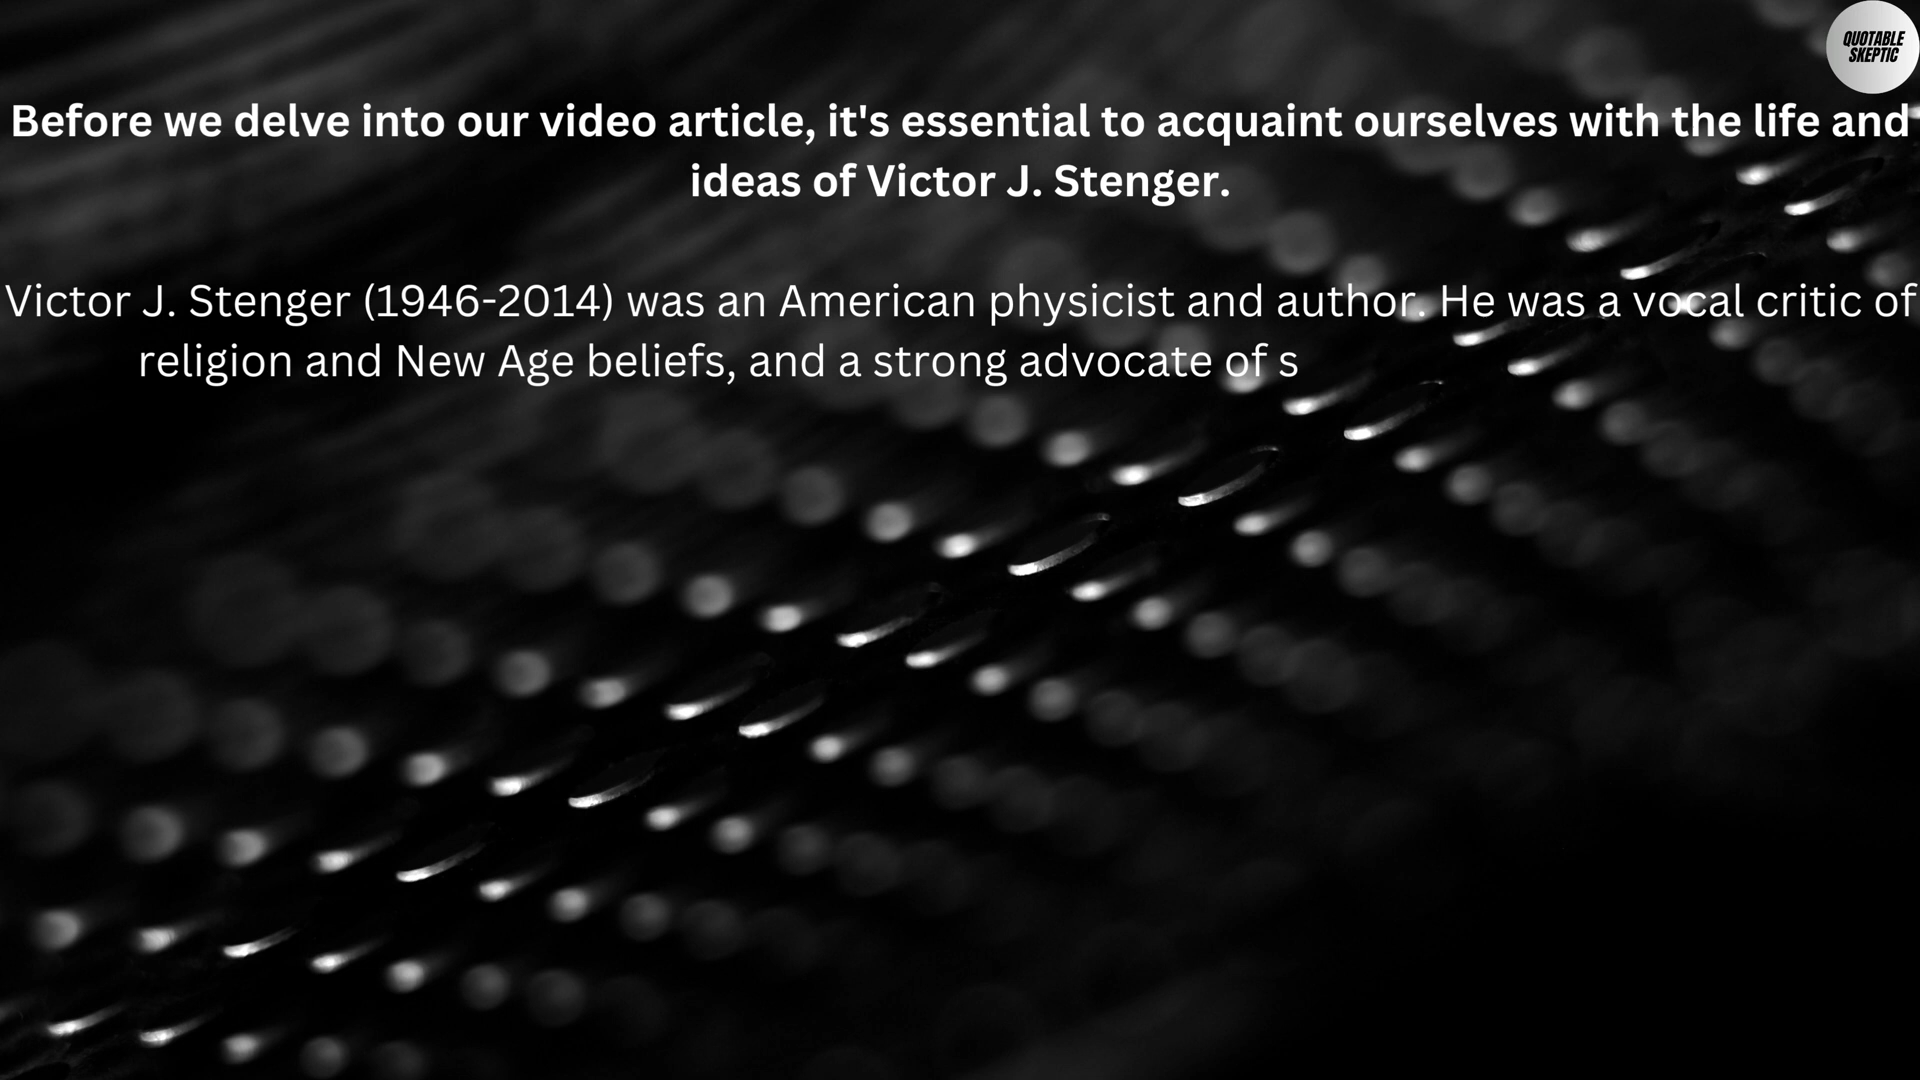 QUOTABLE
SKEPTIC
Before we delve into our video article, it's essential to acquaint ourselves with the life and
ideas of Victor J. Stenger.
Victor J. Stenger (1946-2014) was an American physicist and author. He was a vocal critic of
religion and New Age beliefs, and a strong advocate of s